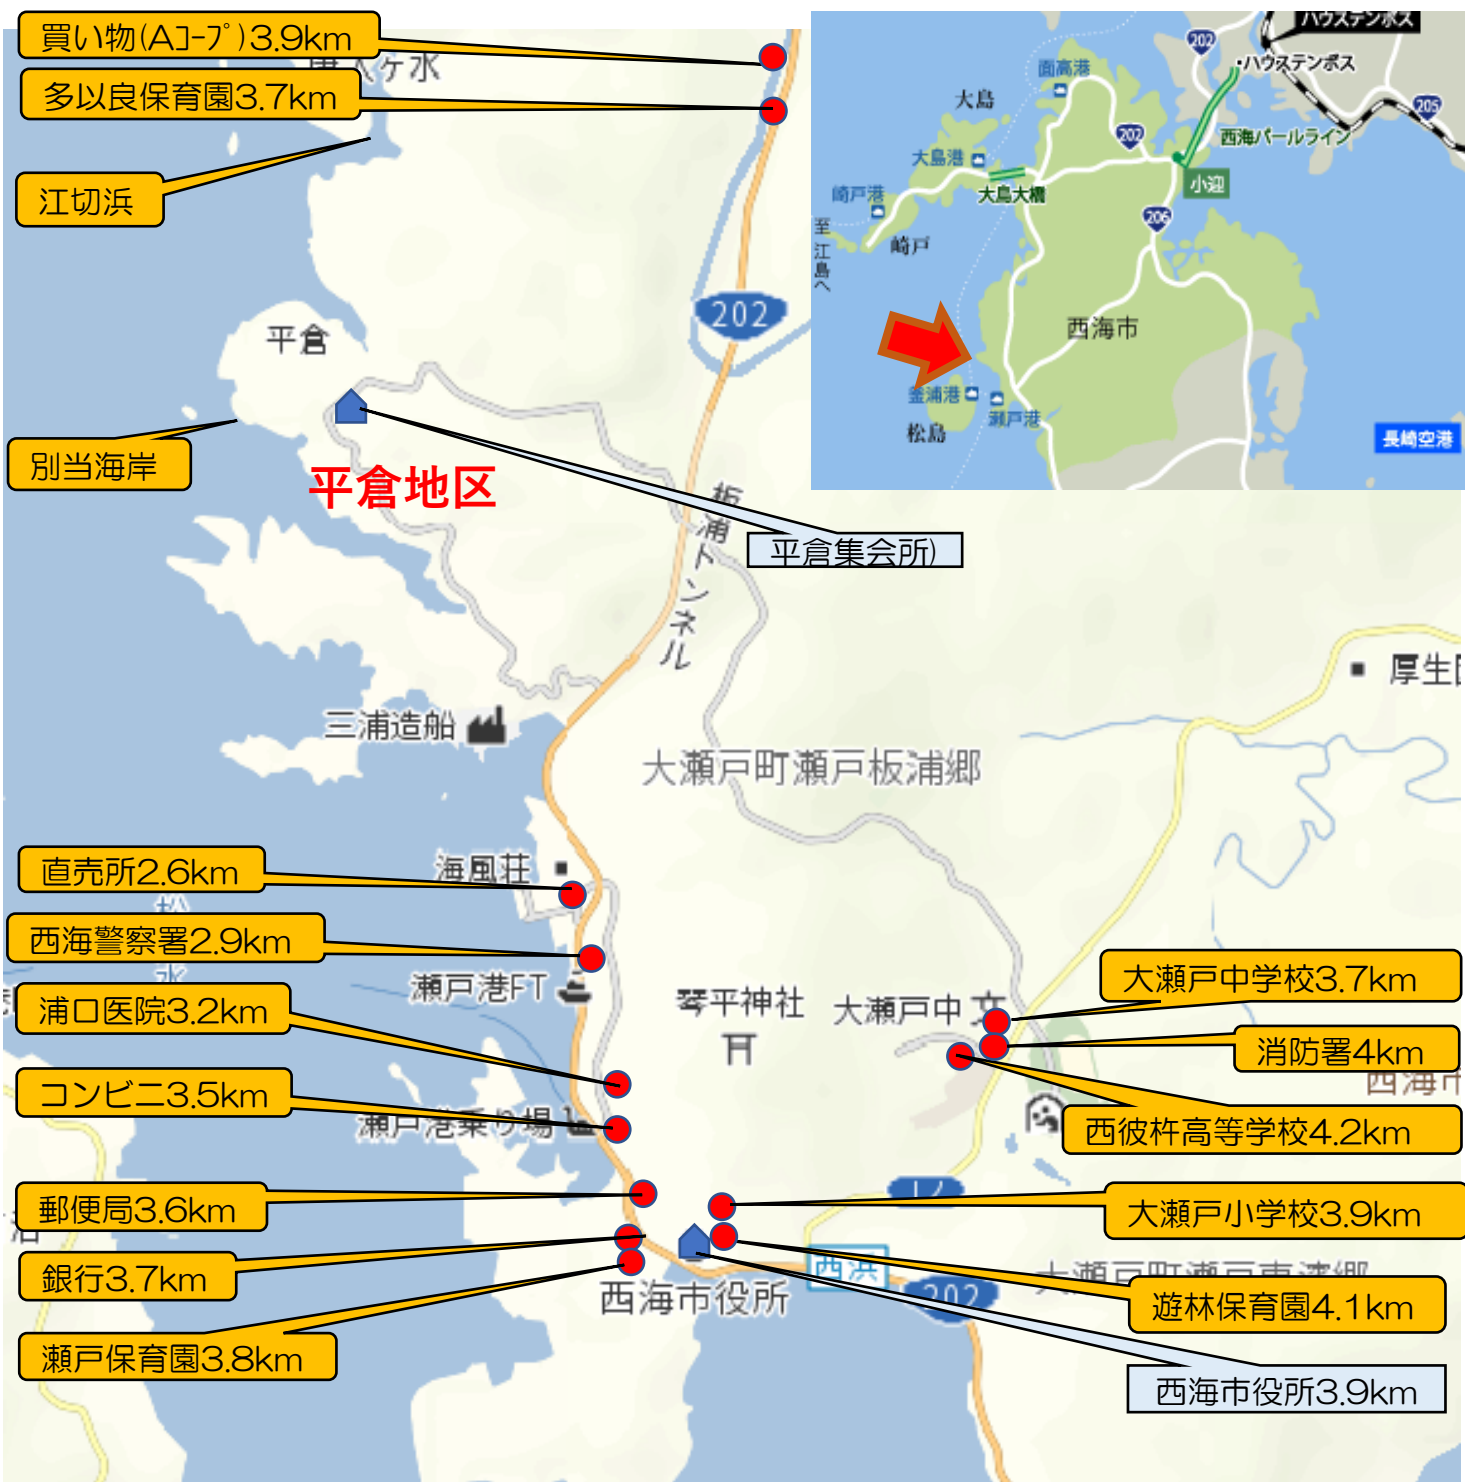 買い物(Aコープ)3.9km
多以良保育園3.7km
江切浜
平倉
202
別当海岸
平倉地区
板浦トンネル
平倉集会所)
三浦造船
大瀬戸町瀬戸板浦郷
厚生
直売所2.6km
海風荘
西海警察署2.9km
瀬戸港FT
浦口医院3.2km
琴平神社
大瀬戸中
文
大瀬戸中学校3.7km
消防署4km
西海市
コンビニ3.5km
瀬戸港乗り場
西彼杵高等学校4.2km
郵便局3.6km
12
大瀬戸小学校3.9km
銀行3.7km
西浜
202
西海市役所
遊林保育園4.1km
瀬戸保育園3.8km
西海市役所3.9km
ハウステンボス
202
・ハウステンボス
面高港
大島
205
202
西海パールライン
大島港
小迎
崎戸港
大島大橋
206
至江島へ
崎戸
西海市
釜浦港
瀬戸港
松島
長崎空港